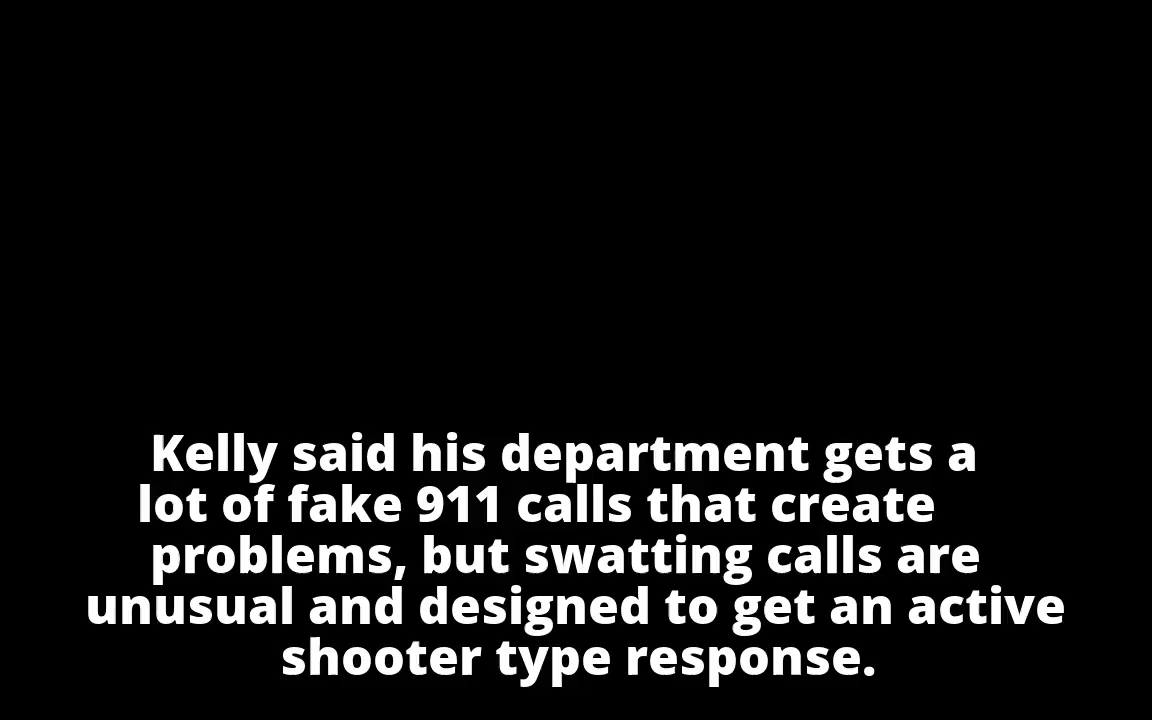 Kelly said his department gets a
lot of fake 911 calls that create
problems, but swatting calls are
unusual and designed to get an active
shooter type response.